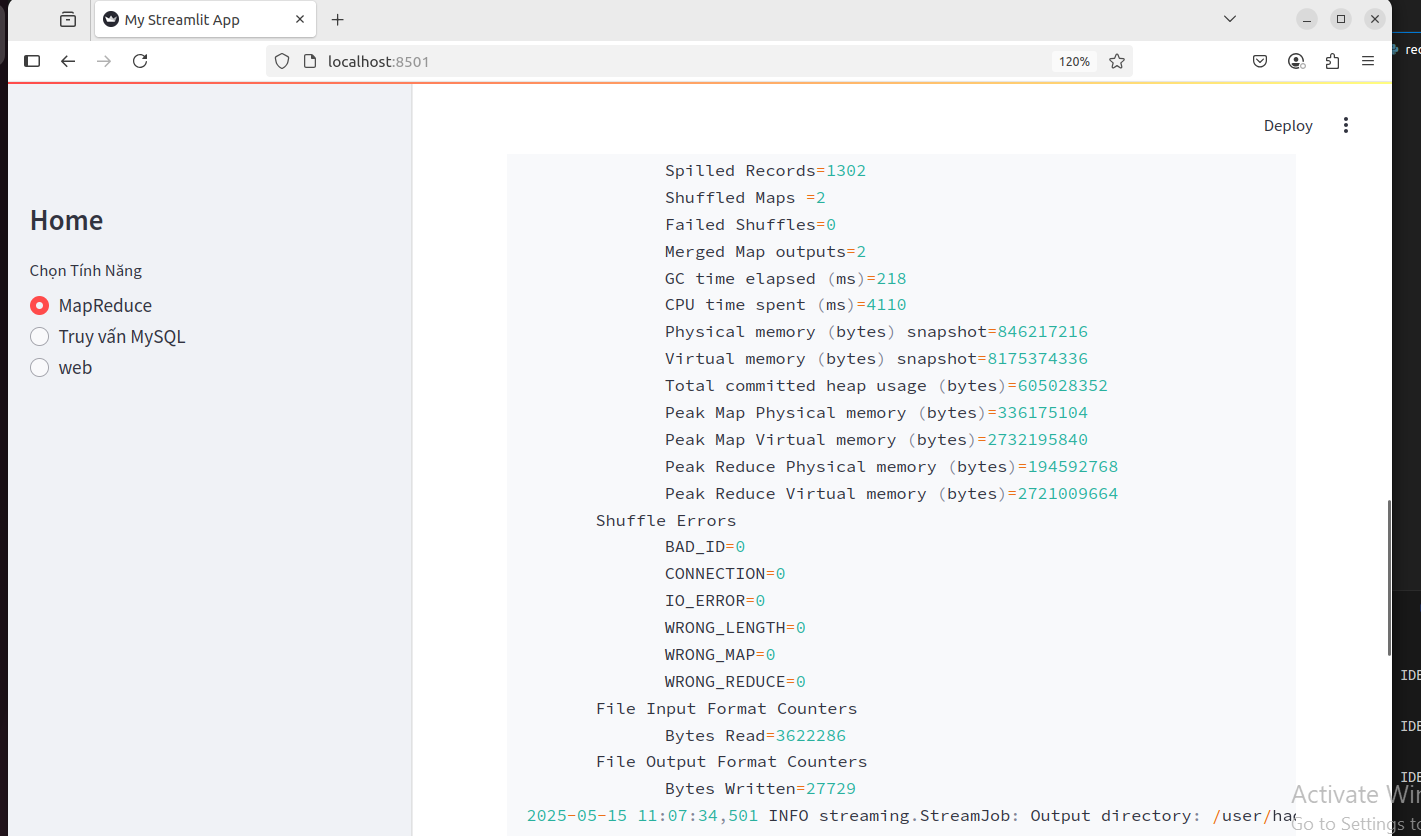 My Streamlit App
localhost:8501
120%
Deploy
Home
Chọn Tính Năng
MapReduce
Truy vấn MySQL
web
Spilled Records=1302
Shuffled Maps =2
Failed Shuffles=0
Merged Map outputs=2
GC time elapsed (ms)=218
CPU time spent (ms)=4110
Physical memory (bytes) snapshot=846217216
Virtual memory (bytes) snapshot=8175374336
Total committed heap usage (bytes)=605028352
Peak Map Physical memory (bytes)=336175104
Peak Map Virtual memory (bytes)=2732195840
Peak Reduce Physical memory (bytes)=194592768
Peak Reduce Virtual memory (bytes)=2721009664
Shuffle Errors
BAD_ID=0
CONNECTION=0
IO_ERROR=0
WRONG_LENGTH=0
WRONG_MAP=0
WRONG_REDUCE=0
File Input Format Counters
Bytes Read=3622286
File Output Format Counters
Bytes Written=27729
2025-05-15 11:07:34,501 INFO streaming.StreamJob: Output directory: /user/
Activate
Go to Settings